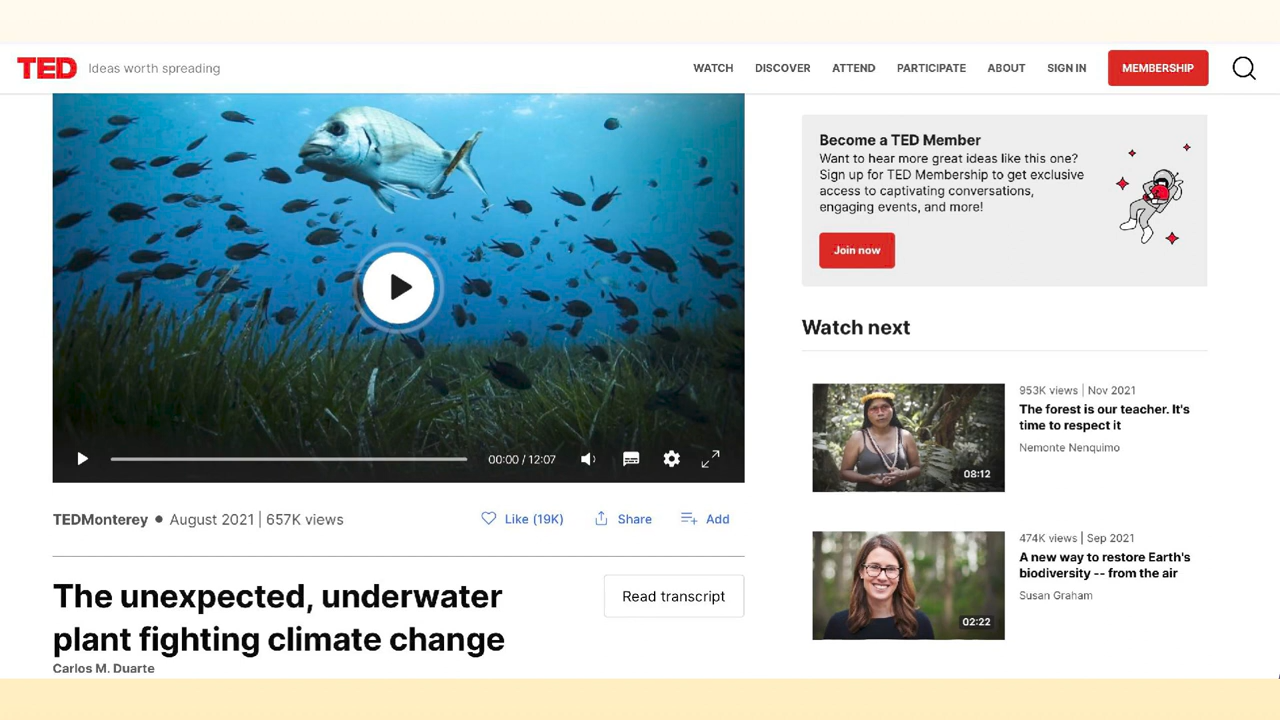 TED Ideas worth spreading WATCH DISCOVER ATTEND PARTICIPATE ABOUT SIGN IN MEMBERSHIP
00:00 / 12:07
TEDMonterey • August 2021 | 657K views Like (19K) Share Add
The unexpected, underwater
plant fighting climate change
Read transcript
Carlos M. Duarte
Become a TED Member
Want to hear more great ideas like this one?
Sign up for TED Membership to get exclusive
access to captivating conversations,
engaging events, and more!
Join now
Watch next
08:12
953K views | Nov 2021
The forest is our teacher. It's
time to respect it
Nemonte Nenquimo
02:22
474K views | Sep 2021
A new way to restore Earth's
biodiversity -- from the air
Susan Graham